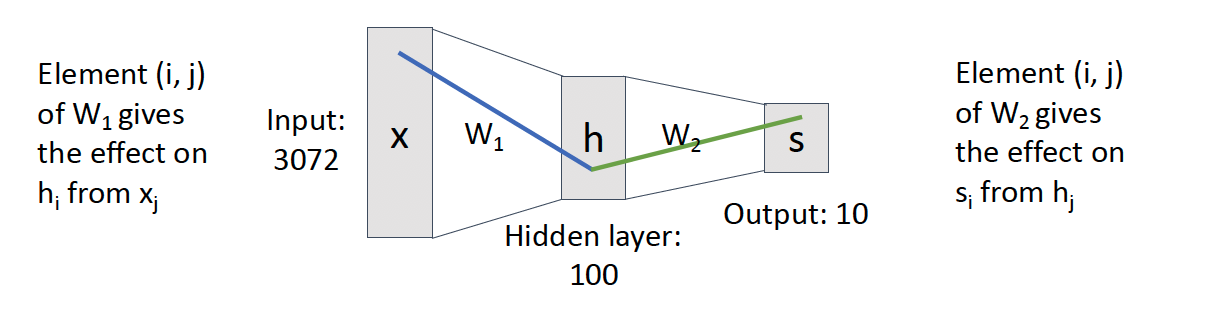 Element (i, j)
of W₁ gives
the effect on
hᵢ from xⱼ
Input:
3072
x
W₁
h
W₂
s
Hidden layer:
100
Output: 10
Element (i, j)
of W₂ gives
the effect on
sᵢ from hⱼ